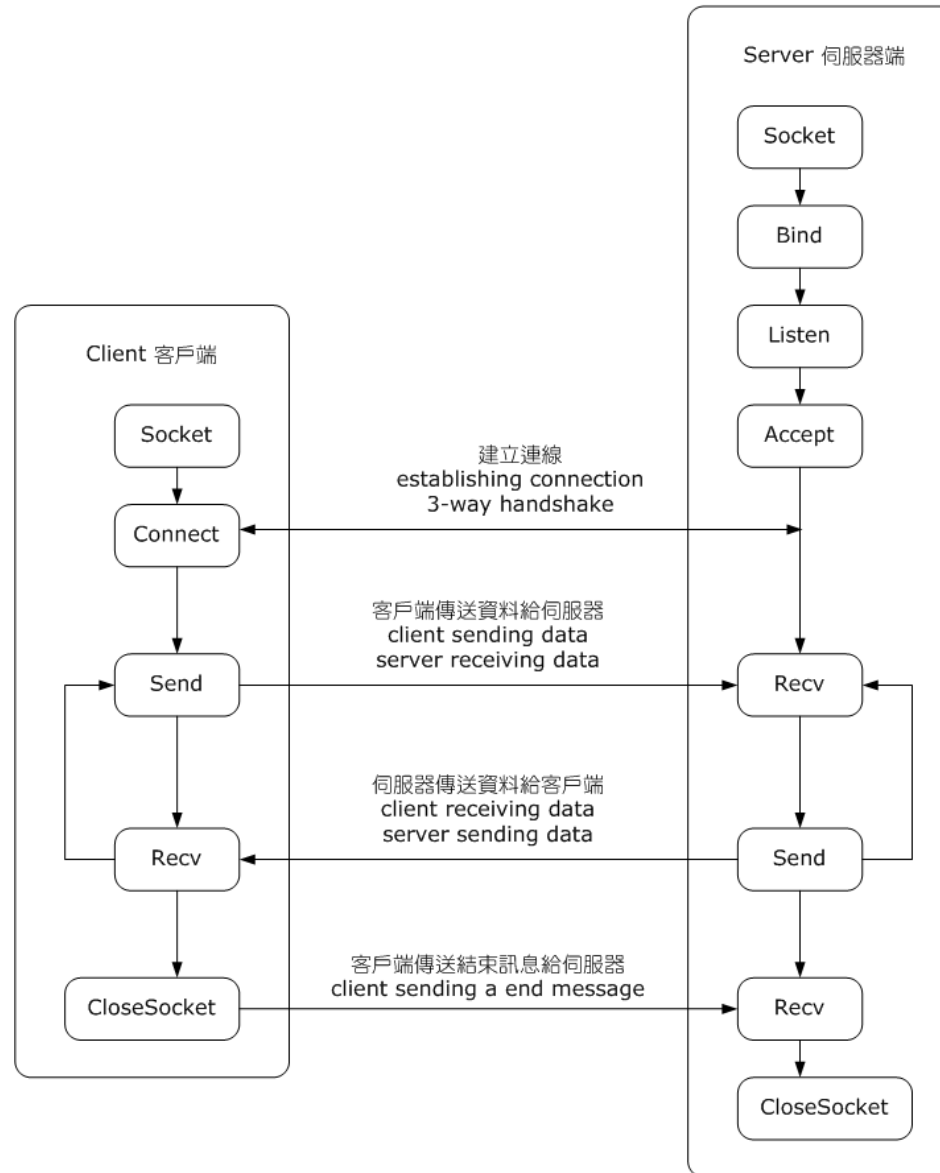 Server 伺服器端
Socket
Bind
Listen
Accept
Client 客戶端
Socket
Connect
建立連線
establishing connection
3-way handshake
客戶端傳送資料給伺服器
client sending data
server receiving data
Send
Recv
伺服器傳送資料給客戶端
client receiving data
server sending data
Recv
Send
客戶端傳送結束訊息給伺服器
client sending a end message
CloseSocket
Recv
CloseSocket